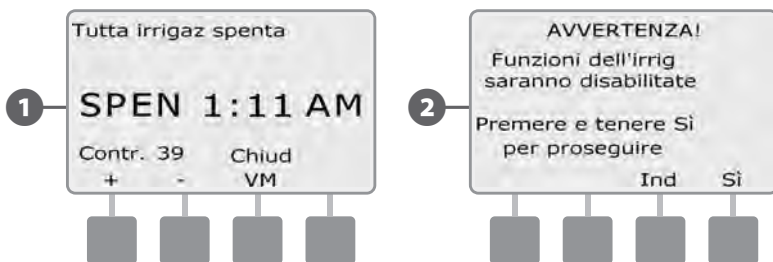 1
Tutta irrigaz spenta
SPEN 1:11 AM
Contr. 39 Chiud
+ - VM
2
AVVERTENZA!
Funzioni dell'irrig
saranno disabilitate
Premere e tenere Sì
per proseguire
Ind Sì